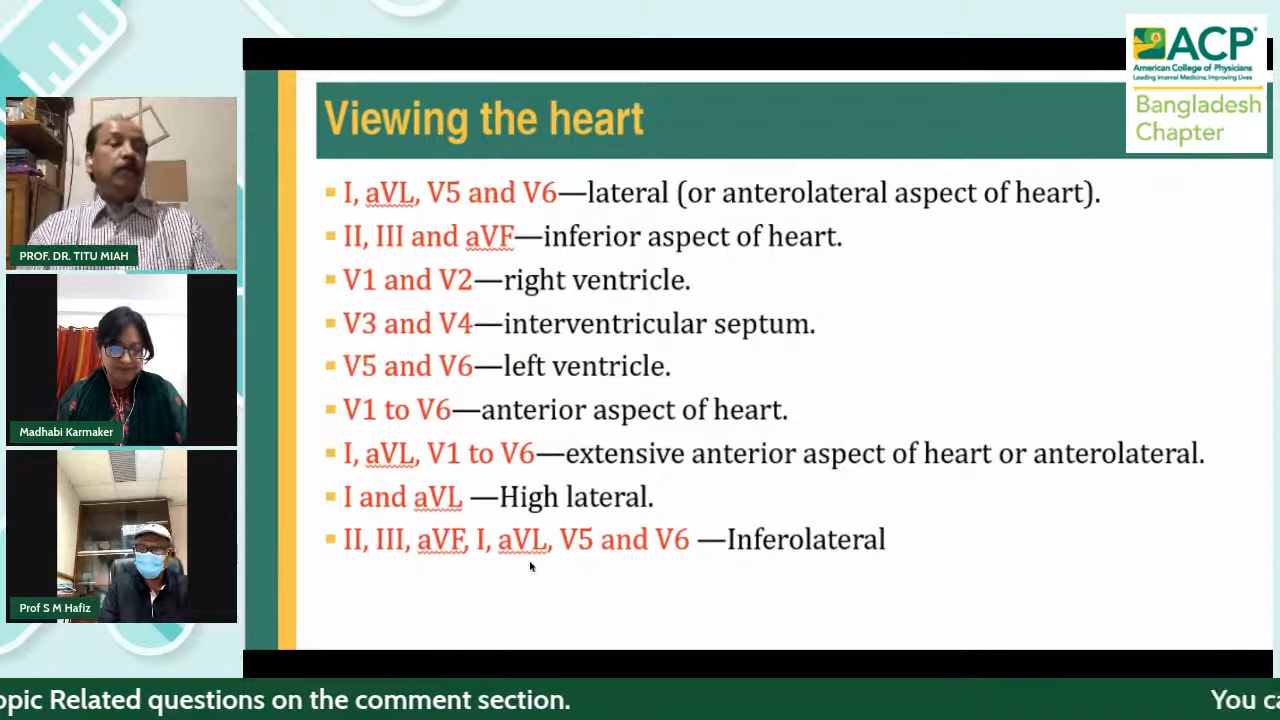 ACP
American College of Physicians
Leading Internal Medicine, Improving Lives
Bangladesh
Chapter
Viewing the heart
I, aVL, V5 and V6—lateral (or anterolateral aspect of heart).
II, III and aVF—inferior aspect of heart.
V1 and V2—right ventricle.
V3 and V4—interventricular septum.
V5 and V6—left ventricle.
V1 to V6—anterior aspect of heart.
I, aVL, V1 to V6—extensive anterior aspect of heart or anterolateral.
I and aVL —High lateral.
II, III, aVF, I, aVL, V5 and V6 —Inferolateral
PROF. DR. TITU MIAH
Madhabi Karmaker
Prof S M Hafiz
opic Related questions on the comment section.
You ca